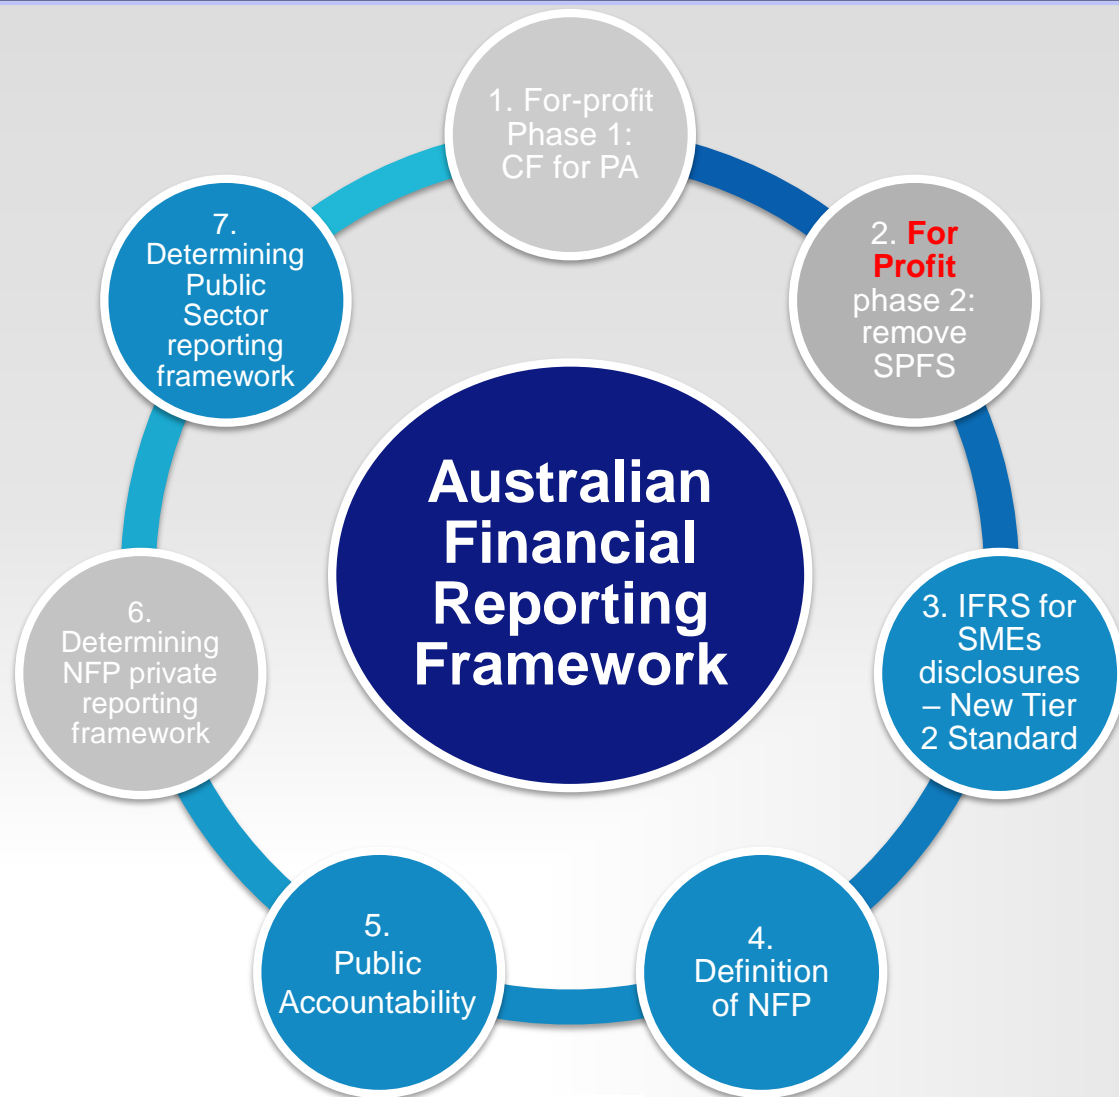 1. For-profit
Phase 1:
CF for PA
2. For
Profit
phase 2:
remove
SPFS
3. IFRS for
SMEs
disclosures
– New Tier
2 Standard
4.
Definition
of NFP
5.
Public
Accountability
6.
Determining
NFP private
reporting
framework
7.
Determining
Public
Sector
reporting
framework
Australian
Financial
Reporting
Framework